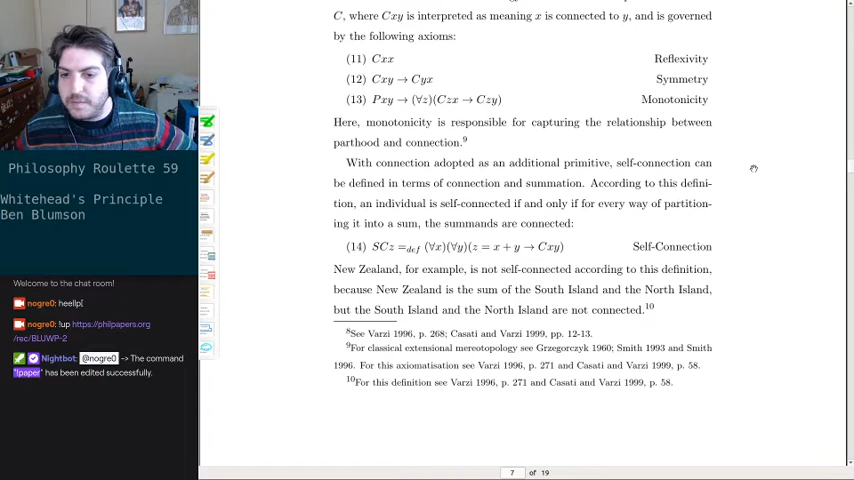 Philosophy Roulette 59
Whitehead's Principle
Ben Blumson
Welcome to the chat room!
nogre0: heellp[
nogre0: !up https://philpapers.org
/rec/BLUWP-2
Nightbot: @nogre0 -> The command
"!paper" has been edited successfully.
C, where Cxy is interpreted as meaning x is connected to y, and is governed
by the following axioms:
(11) Cxx Reflexivity
(12) Cxy → Cyx Symmetry
(13) Pxy → (∀z)(Czx → Czy) Monotonicity
Here, monotonicity is responsible for capturing the relationship between
parthood and connection.9
With connection adopted as an additional primitive, self-connection can
be defined in terms of connection and summation. According to this defini-
tion, an individual is self-connected if and only if for every way of partition-
ing it into a sum, the summands are connected:
(14) SCz =def (∀x)(∀y)(z = x + y → Cxy) Self-Connection
New Zealand, for example, is not self-connected according to this definition,
because New Zealand is the sum of the South Island and the North Island,
but the South Island and the North Island are not connected.10
8See Varzi 1996, p. 268; Casati and Varzi 1999, pp. 12-13.
9For classical extensional mereotopology see Grzegorczyk 1960; Smith 1993 and Smith
1996. For this axiomatisation see Varzi 1996, p. 271 and Casati and Varzi 1999, p. 58.
10For this definition see Varzi 1996, p. 271 and Casati and Varzi 1999, p. 58.
7 of 19